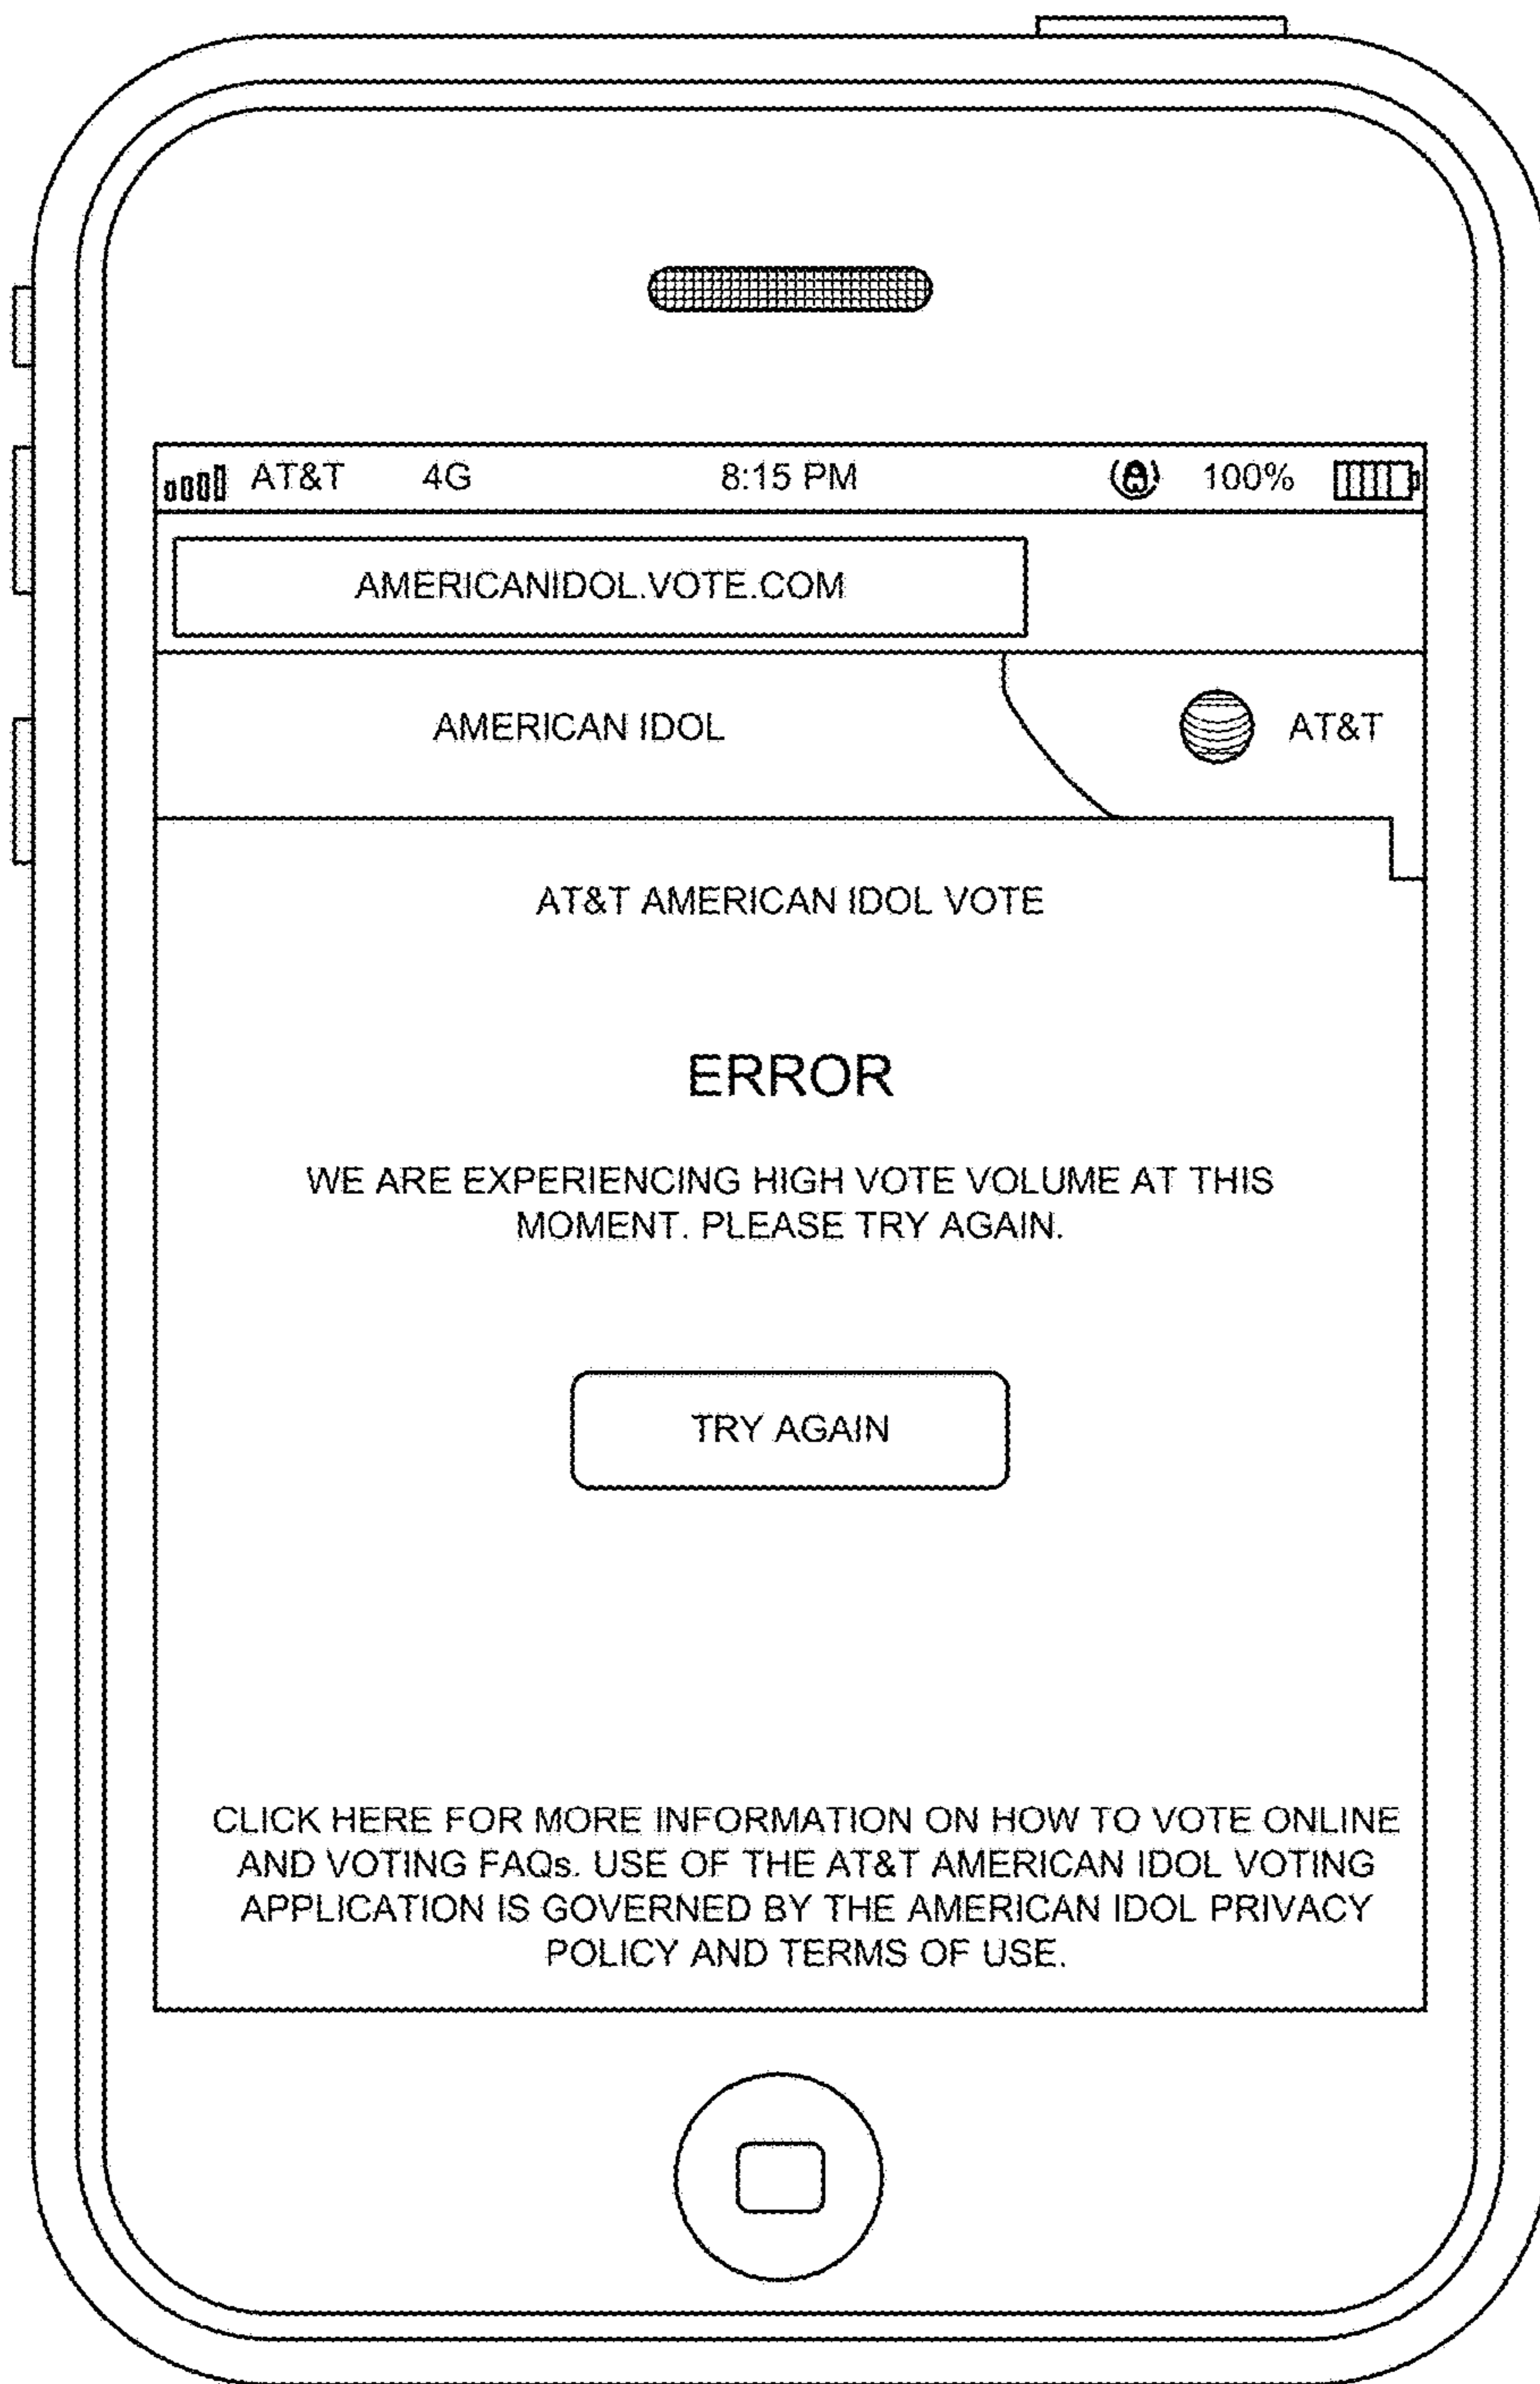 AT&T 4G 8:15 PM 100%
AMERICANIDOL.VOTE.COM
AMERICAN IDOL AT&T
AT&T AMERICAN IDOL VOTE
ERROR
WE ARE EXPERIENCING HIGH VOTE VOLUME AT THIS
MOMENT. PLEASE TRY AGAIN.
TRY AGAIN
CLICK HERE FOR MORE INFORMATION ON HOW TO VOTE ONLINE
AND VOTING FAQs. USE OF THE AT&T AMERICAN IDOL VOTING
APPLICATION IS GOVERNED BY THE AMERICAN IDOL PRIVACY
POLICY AND TERMS OF USE.